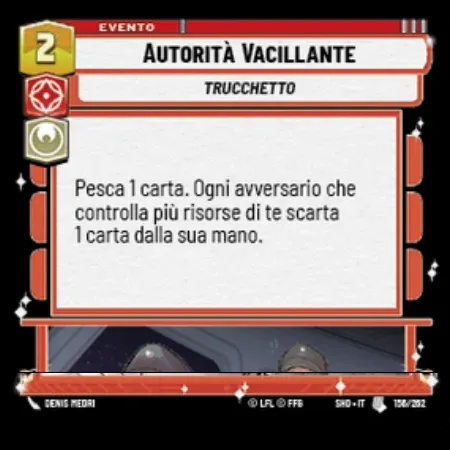 EVENTO
2
AUTORITÀ VACILLANTE
TRUCCHETTO
Pesca 1 carta. Ogni avversario che
controlla più risorse di te scarta
1 carta dalla sua mano.
DENIS MEDRI
© LFL © FFG
SHD • IT
156/262